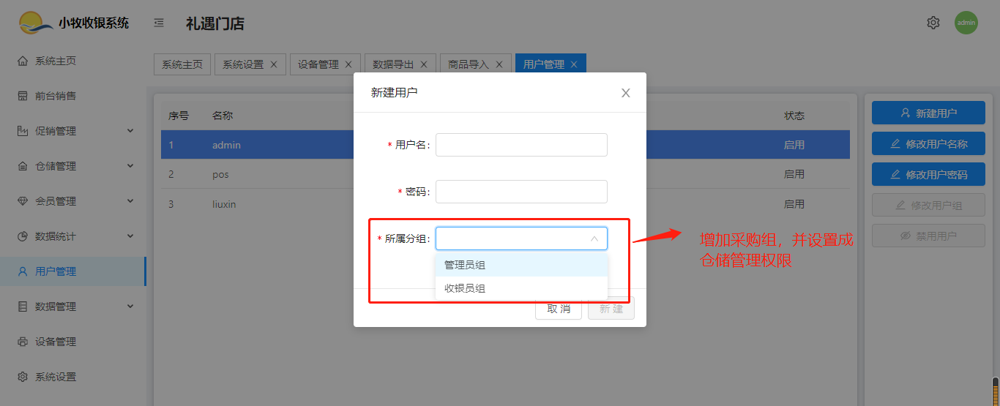 小牧收银系统
礼遇门店
admin
系统主页
前台销售
促销管理
仓储管理
会员管理
数据统计
用户管理
数据管理
设备管理
系统设置
系统主页 系统设置 设备管理 数据导出 商品导入 用户管理
序号 名称 状态
1 admin 启用
2 pos 启用
3 liuxin 启用
新建用户
修改用户名称
修改用户密码
修改用户组
禁用用户
新建用户
* 用户名:
* 密码:
* 所属分组:
管理员组
收银员组
取 消 新 建
增加采购组，并设置成
仓储管理权限